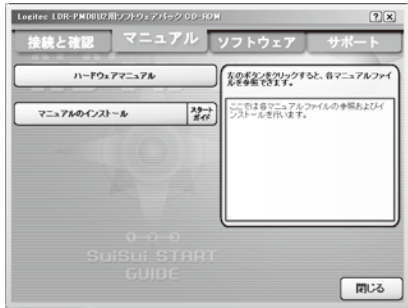 Logitec LDR-PMD8U2用ソフトウェアパック CD-ROM
接続と確認 マニュアル ソフトウェア サポート
ハードウェアマニュアル
左のボタンをクリックすると、各マニュアルファイ
ルを参照できます。
マニュアルのインストール
スタート
ガイド
ここでは各マニュアルファイルの参照およびイ
ンストールを行います。
SuiSui START
GUIDE
閉じる